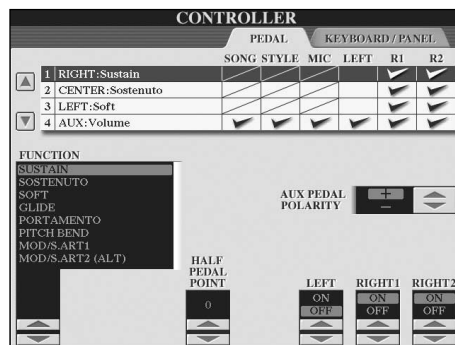 CONTROLLER
PEDAL KEYBOARD / PANEL
SONG STYLE MIC LEFT R1 R2
1 RIGHT:Sustain
2 CENTER:Sostenuto
3 LEFT:Soft
4 AUX:Volume
FUNCTION
SUSTAIN
SOSTENUTO
SOFT
GLIDE
PORTAMENTO
PITCH BEND
MOD/S.ART1
MOD/S.ART2 (ALT)
AUX PEDAL
POLARITY
+
−
HALF
PEDAL
POINT
0
LEFT RIGHT1 RIGHT2
ON ON ON
OFF OFF OFF